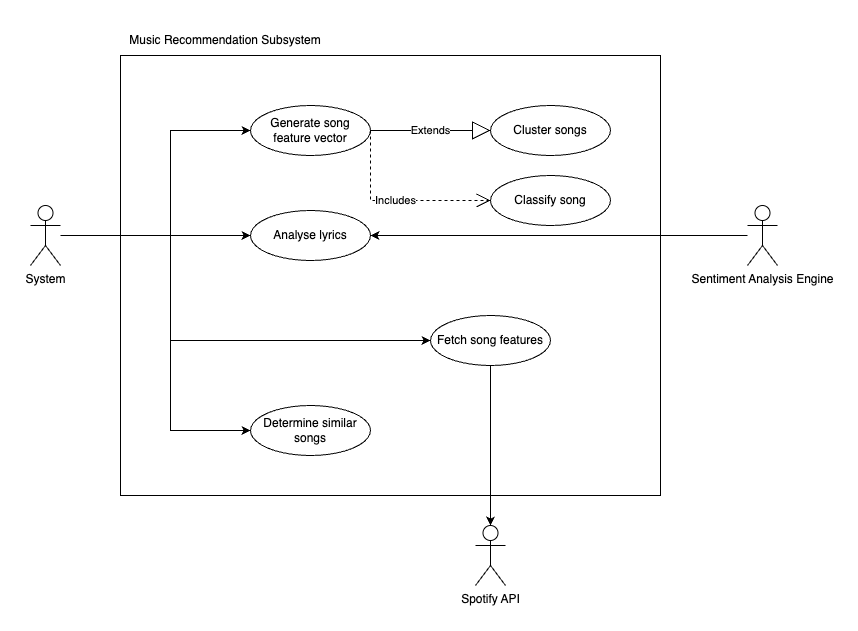 Music Recommendation Subsystem
Generate song
feature vector
Extends
Cluster songs
Includes
Classify song
Analyse lyrics
System
Sentiment Analysis Engine
Fetch song features
Determine similar
songs
Spotify API